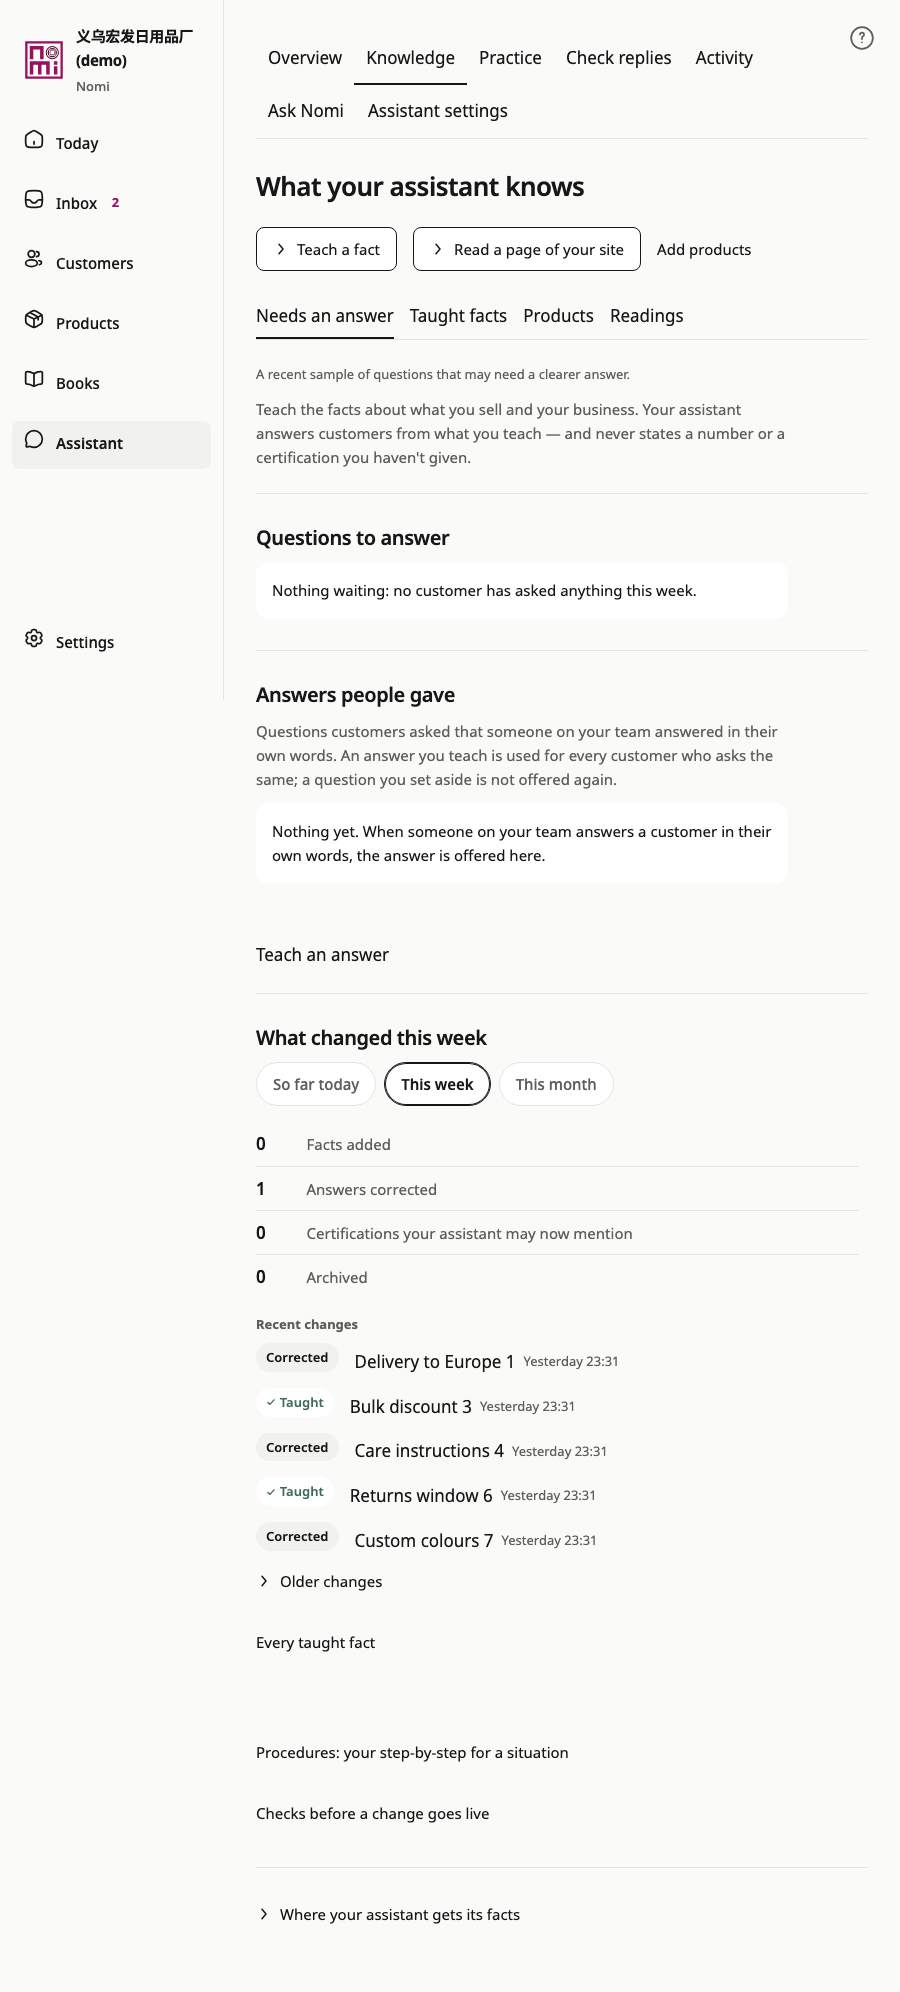 义乌宏发日用品厂
(demo)
Nomi
Today
Inbox 2
Customers
Products
Books
Assistant
Settings
Overview Knowledge Practice Check replies Activity
Ask Nomi Assistant settings
What your assistant knows
Teach a fact Read a page of your site Add products
Needs an answer Taught facts Products Readings
A recent sample of questions that may need a clearer answer.
Teach the facts about what you sell and your business. Your assistant
answers customers from what you teach — and never states a number or a
certification you haven't given.
Questions to answer
Nothing waiting: no customer has asked anything this week.
Answers people gave
Questions customers asked that someone on your team answered in their
own words. An answer you teach is used for every customer who asks the
same; a question you set aside is not offered again.
Nothing yet. When someone on your team answers a customer in their
own words, the answer is offered here.
Teach an answer
What changed this week
So far today This week This month
0 Facts added
1 Answers corrected
0 Certifications your assistant may now mention
0 Archived
Recent changes
Corrected Delivery to Europe 1 Yesterday 23:31
✓ Taught Bulk discount 3 Yesterday 23:31
Corrected Care instructions 4 Yesterday 23:31
✓ Taught Returns window 6 Yesterday 23:31
Corrected Custom colours 7 Yesterday 23:31
Older changes
Every taught fact
Procedures: your step-by-step for a situation
Checks before a change goes live
Where your assistant gets its facts